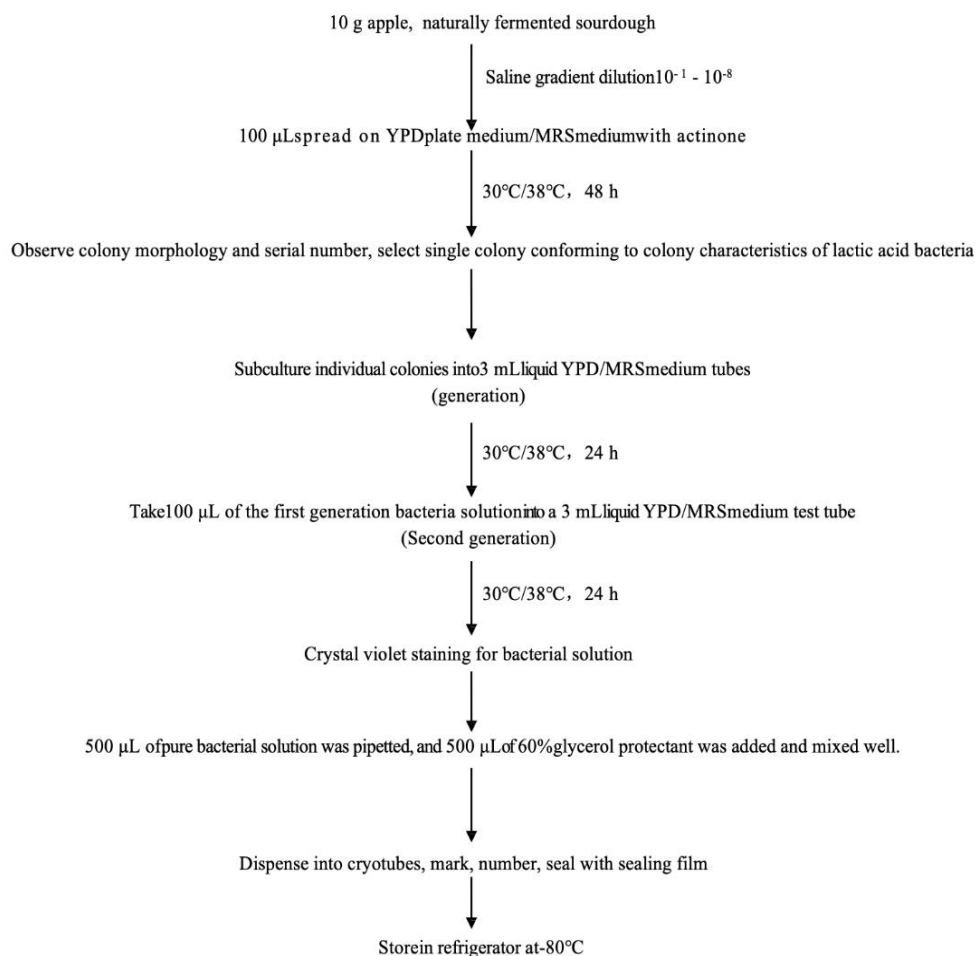 10 g apple, naturally fermented sourdough
Saline gradient dilution10⁻¹ - 10⁻⁸
100 μLspread on YPDplate medium/MRSmediumwith actinone
30℃/38℃，48 h
Observe colony morphology and serial number, select single colony conforming to colony characteristics of lactic acid bacteria
Subculture individual colonies into3 mLliquid YPD/MRSmedium tubes
(generation)
30℃/38℃，24 h
Take100 μL of the first generation bacteria solutioninto a 3 mLliquid YPD/MRSmedium test tube
(Second generation)
30℃/38℃，24 h
Crystal violet staining for bacterial solution
500 μL ofpure bacterial solution was pipetted, and 500 μLof 60%glycerol protectant was added and mixed well.
Dispense into cryotubes, mark, number, seal with sealing film
Storein refrigerator at-80℃